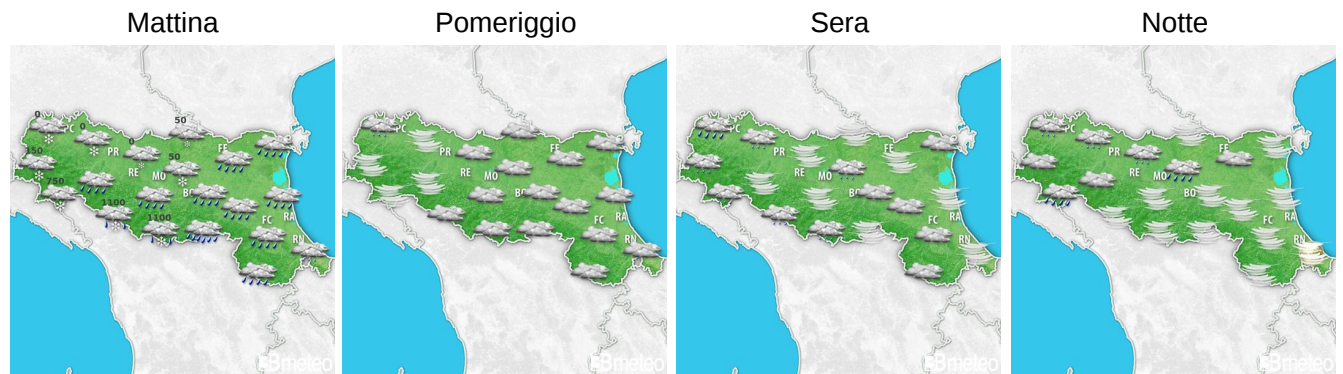 Mattina Pomeriggio Sera Notte
0
PC
0
50
150
0
PR
FE
750
RE
MO
50
BO
1100
1100
FC
RA
RN
3Bmeteo
PC
PR
FE
RE
MO
BO
FC
RA
RN
3Bmeteo
PC
PR
FE
RE
MO
BO
FC
RA
RN
3Bmeteo
PC
PR
FE
RE
MO
BO
FC
RA
RN
3Bmeteo